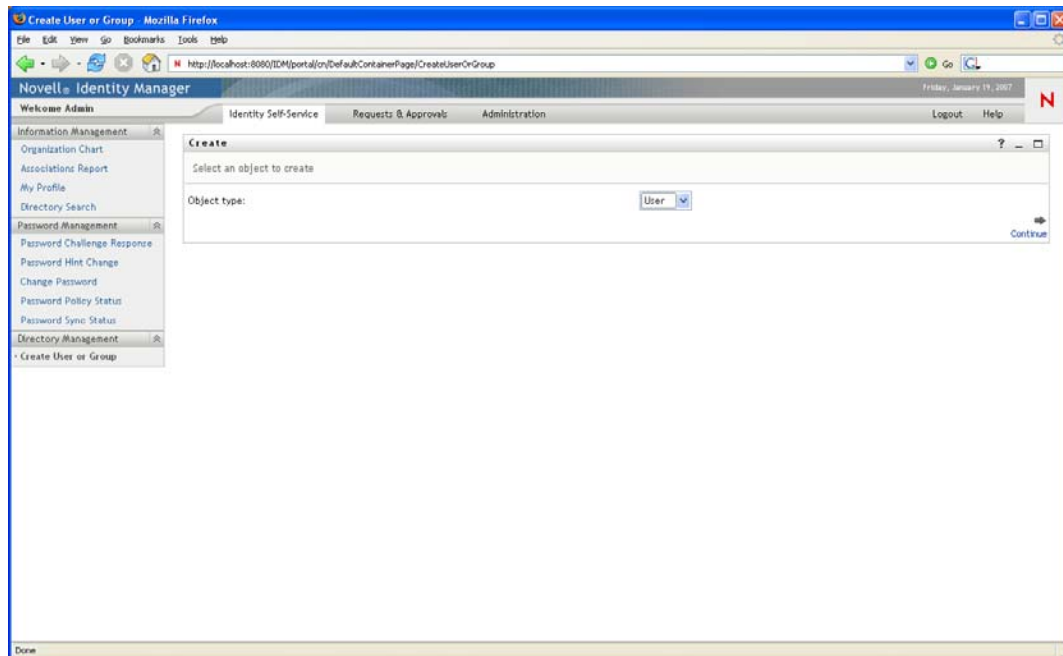 Create User or Group - Mozilla Firefox
File Edit View Go Bookmarks Tools Help
http://localhost:8080/IDM/portal/cn/DefaultContainerPage/CreateUserOrGroup
Go
Novell® Identity Manager
Friday, January 19, 2007
Welcome Admin
Identity Self-Service Requests & Approvals Administration Logout Help
N
Information Management
Organization Chart
Associations Report
My Profile
Directory Search
Password Management
Password Challenge Response
Password Hint Change
Change Password
Password Policy Status
Password Sync Status
Directory Management
Create User or Group
Create
Select an object to create
Object type: User
Continue
Done